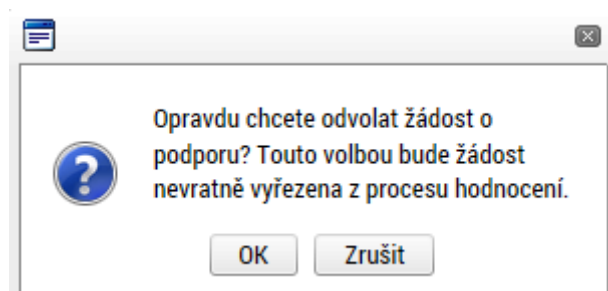 Opravdu chcete odvolat žádost o
podporu? Touto volbou bude žádost
nevratně vyřezena z procesu hodnocení.
OK
Zrušit